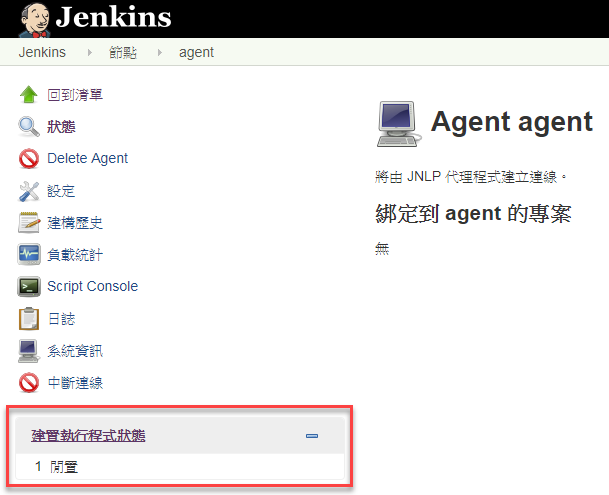 Jenkins
Jenkins 節點 agent
回到清單
狀態
Delete Agent
設定
建構歷史
負載統計
Script Console
日誌
系統資訊
中斷連線
建置執行程式狀態
1 閒置
Agent agent
將由 JNLP 代理程式建立連線。
綁定到 agent 的專案
無